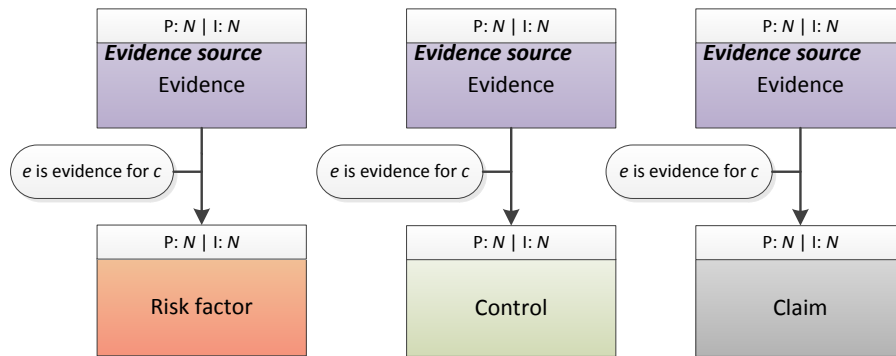 P: N | I: N
Evidence source
Evidence
e is evidence for c
P: N | I: N
Risk factor
P: N | I: N
Evidence source
Evidence
e is evidence for c
P: N | I: N
Control
P: N | I: N
Evidence source
Evidence
e is evidence for c
P: N | I: N
Claim